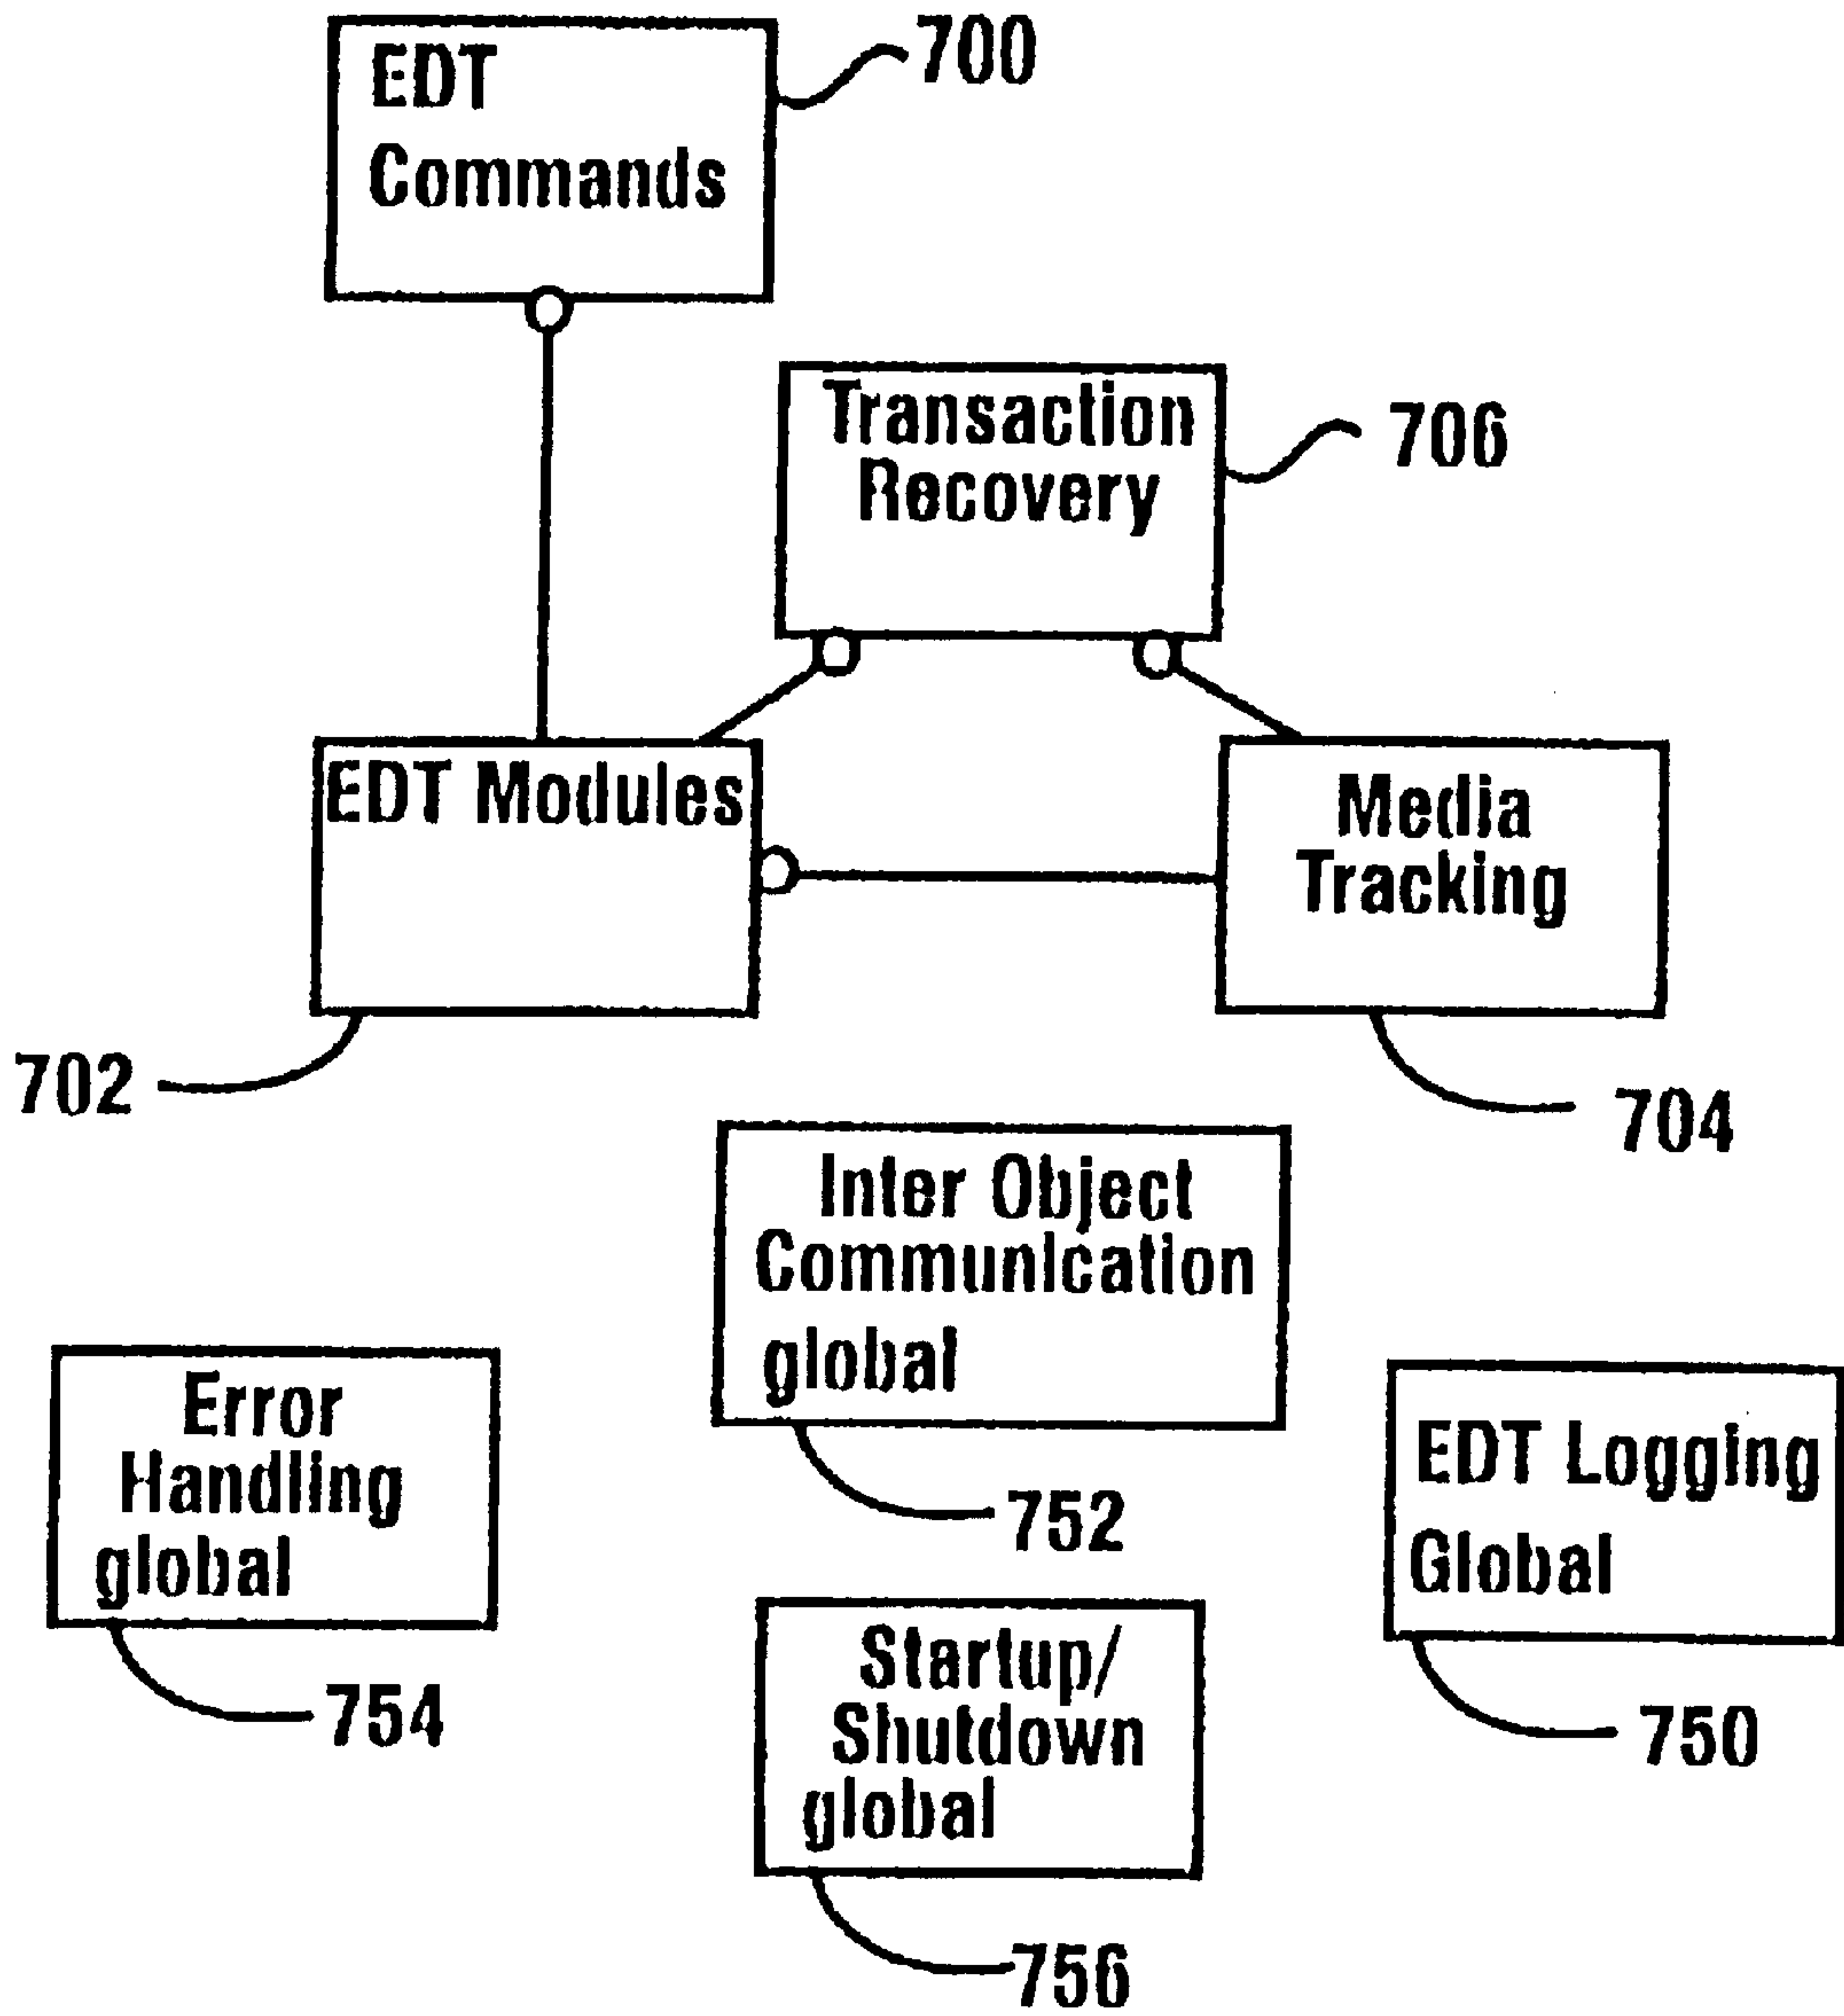 EDT
Commands
700
Transaction
Recovery
706
EDT Modules
702
Media
Tracking
704
Inter Object
Communication
global
752
Error
Handling
global
754
EDT Logging
Global
750
Startup/
Shutdown
global
756